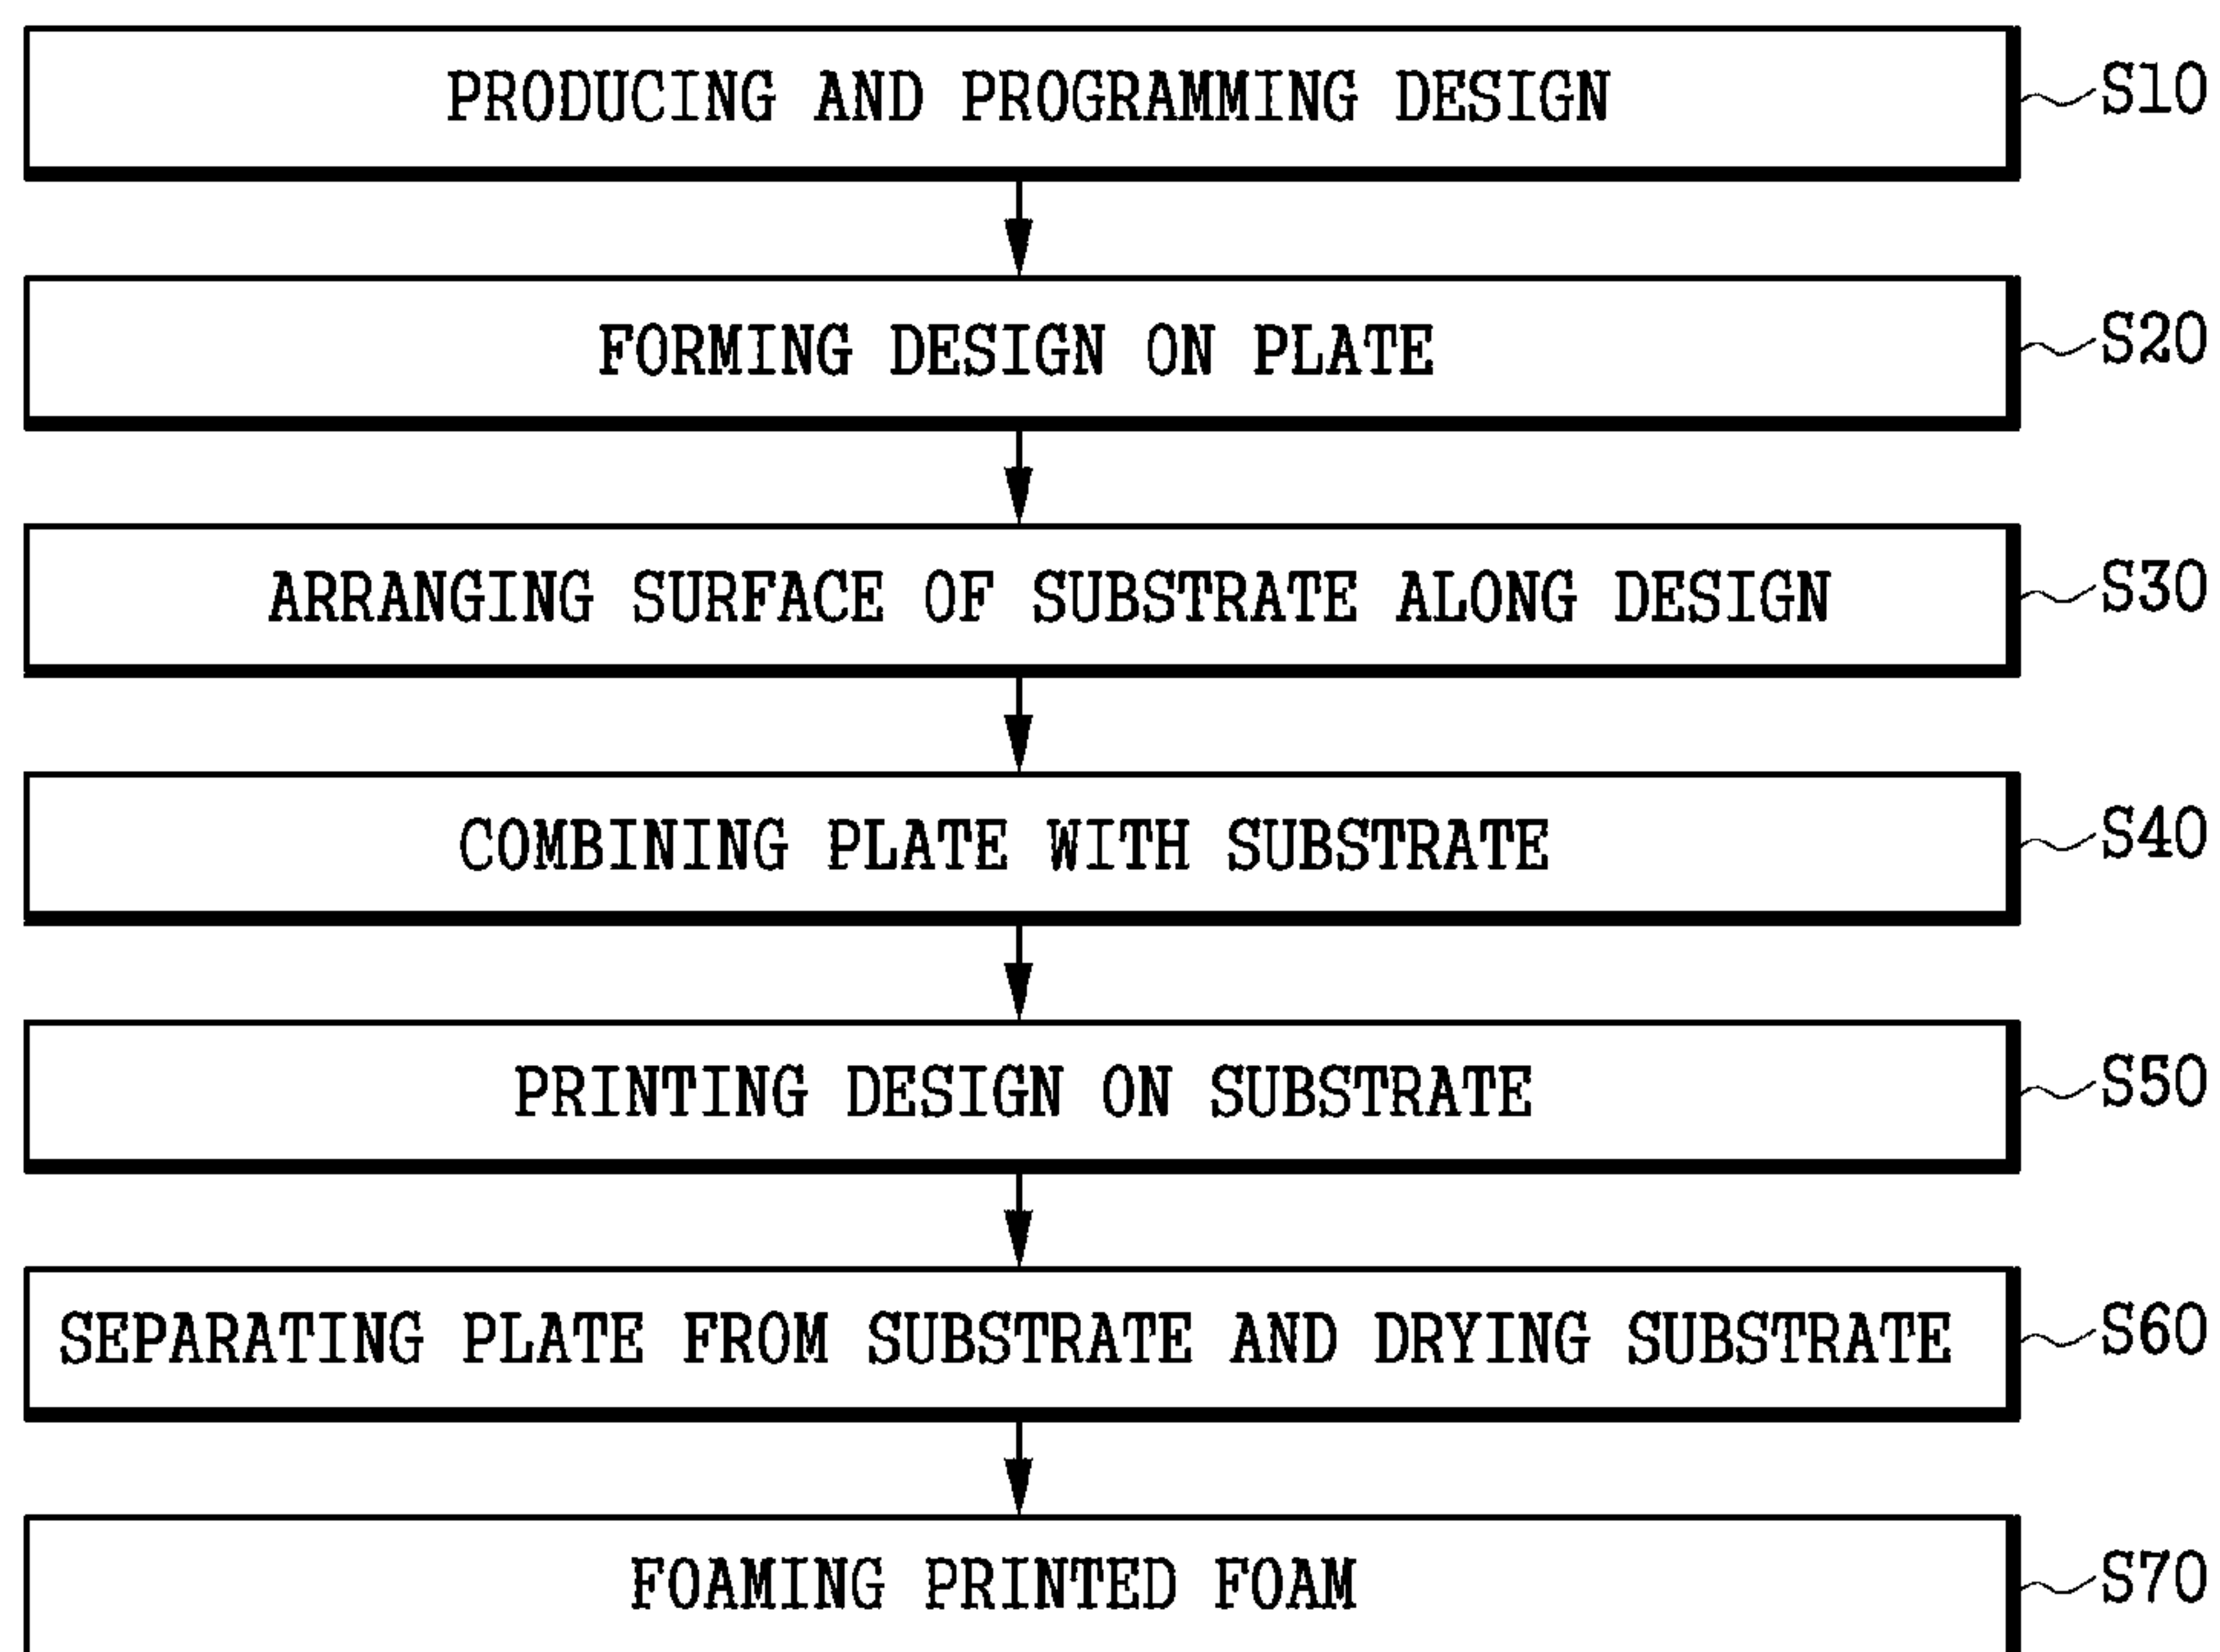 PRODUCING AND PROGRAMMING DESIGN S10
FORMING DESIGN ON PLATE S20
ARRANGING SURFACE OF SUBSTRATE ALONG DESIGN S30
COMBINING PLATE WITH SUBSTRATE S40
PRINTING DESIGN ON SUBSTRATE S50
SEPARATING PLATE FROM SUBSTRATE AND DRYING SUBSTRATE S60
FOAMING PRINTED FOAM S70